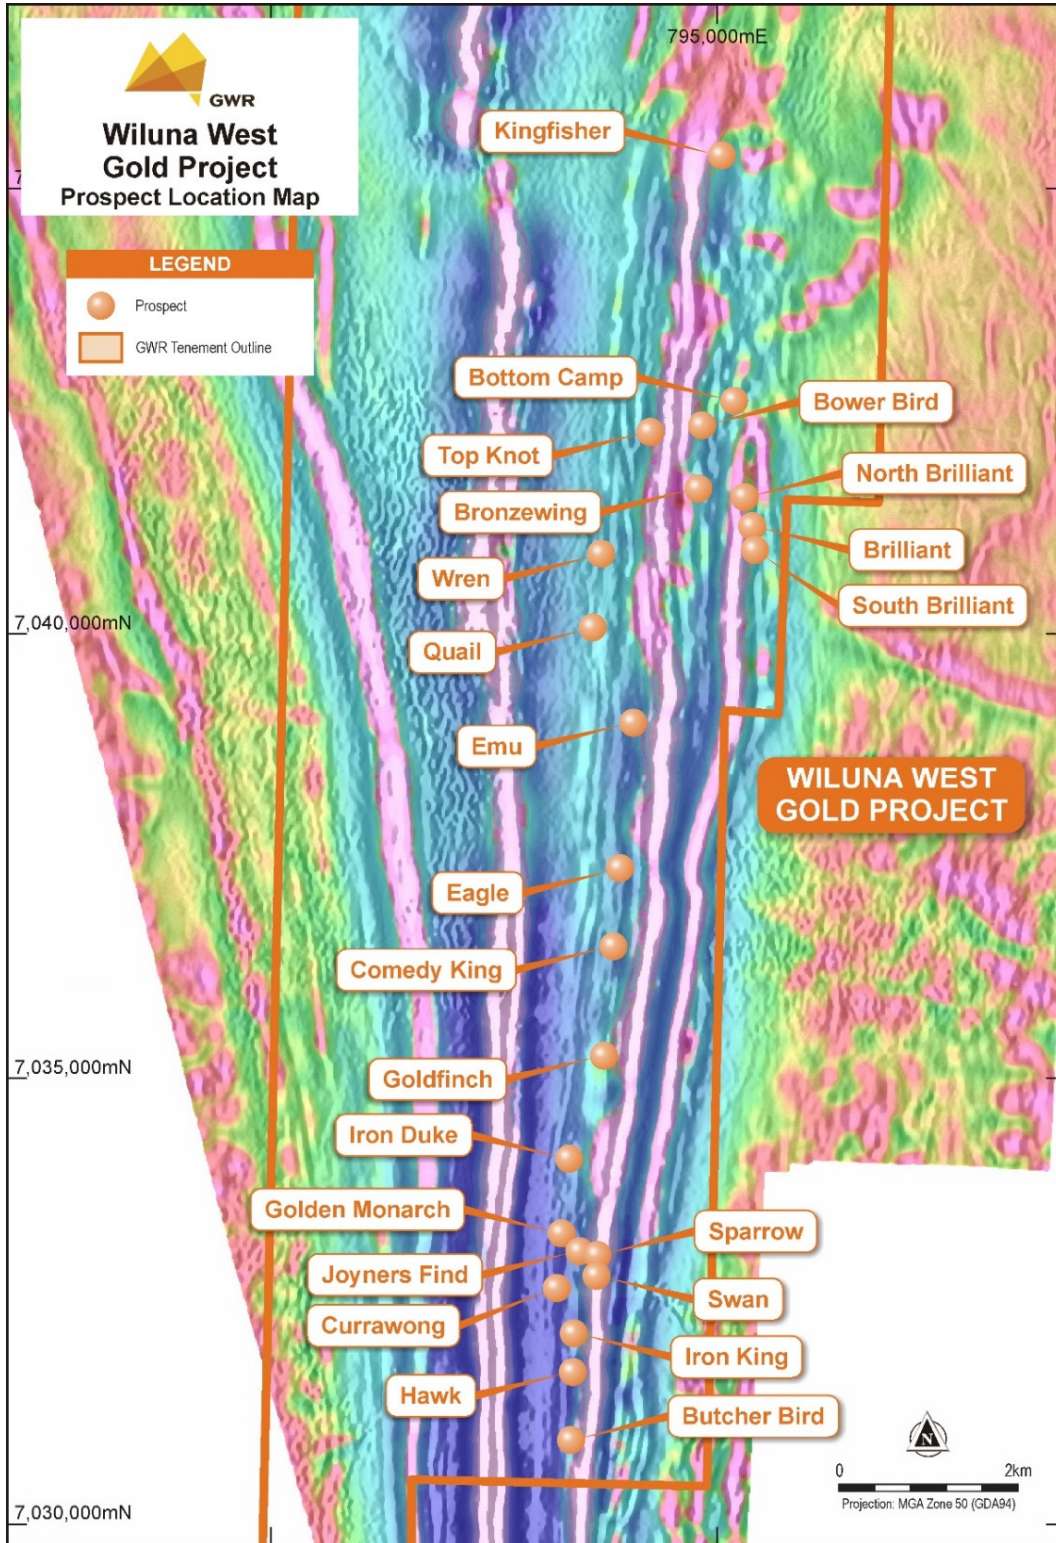 795,000mE
GWR
Wiluna West
Gold Project
Prospect Location Map
LEGEND
Prospect
GWR Tenement Outline
Kingfisher
7
Bottom Camp
Bower Bird
Top Knot
North Brilliant
Bronzewing
Brilliant
Wren
South Brilliant
7,040,000mN
Quail
Emu
WILUNA WEST
GOLD PROJECT
Eagle
Comedy King
7,035,000mN
Goldfinch
Iron Duke
Golden Monarch
Sparrow
Joyners Find
Swan
Currawong
Iron King
Hawk
Butcher Bird
N
0 2km
Projection: MGA Zone 50 (GDA94)
7,030,000mN